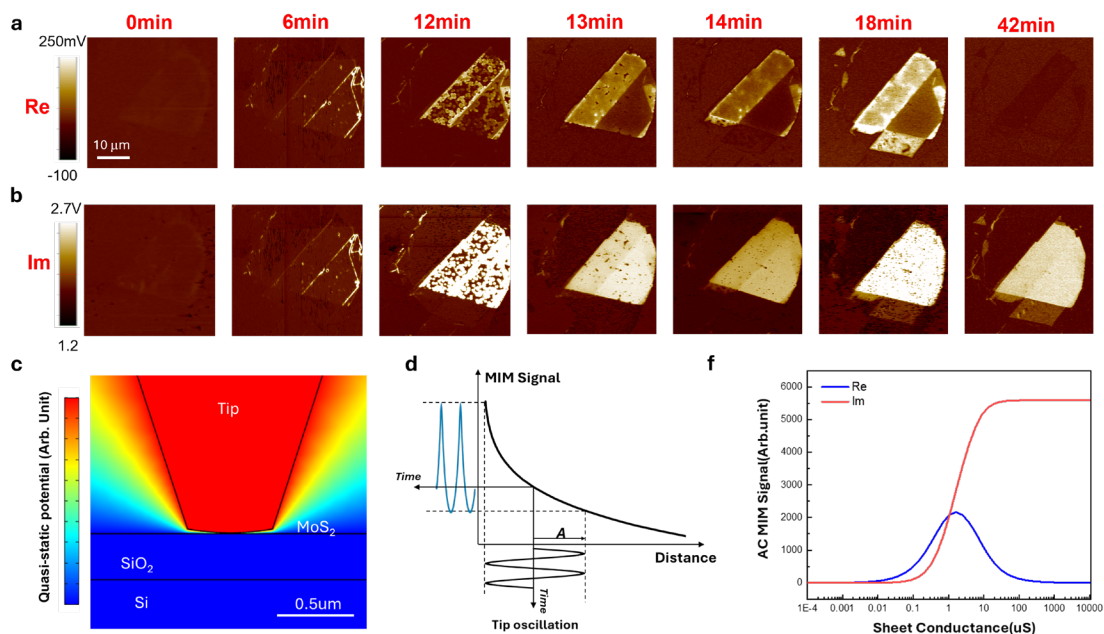 a
0min 6min 12min 13min 14min 18min 42min
250mV
Re
10 μm
-100
b
2.7V
Im
1.2
c
Quasi-static potential (Arb. Unit)
Tip
MoS2
SiO2
Si
0.5um
d
MIM Signal
Time
A
Distance
Time
Tip oscillation
f
Re
Im
AC MIM Signal(Arb.unit)
6000
5000
4000
3000
2000
1000
0
1E-4 0.001 0.01 0.1 1 10 100 1000 10000
Sheet Conductance(uS)